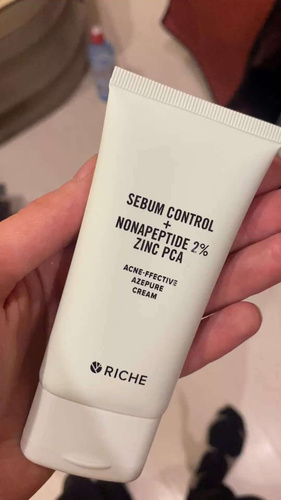 SEBUM CONTROL
+
NONAPEPTIDE 2%
ZINC PCA
ACNE-FFECTIVE
AZEPURE
CREAM
RICHE